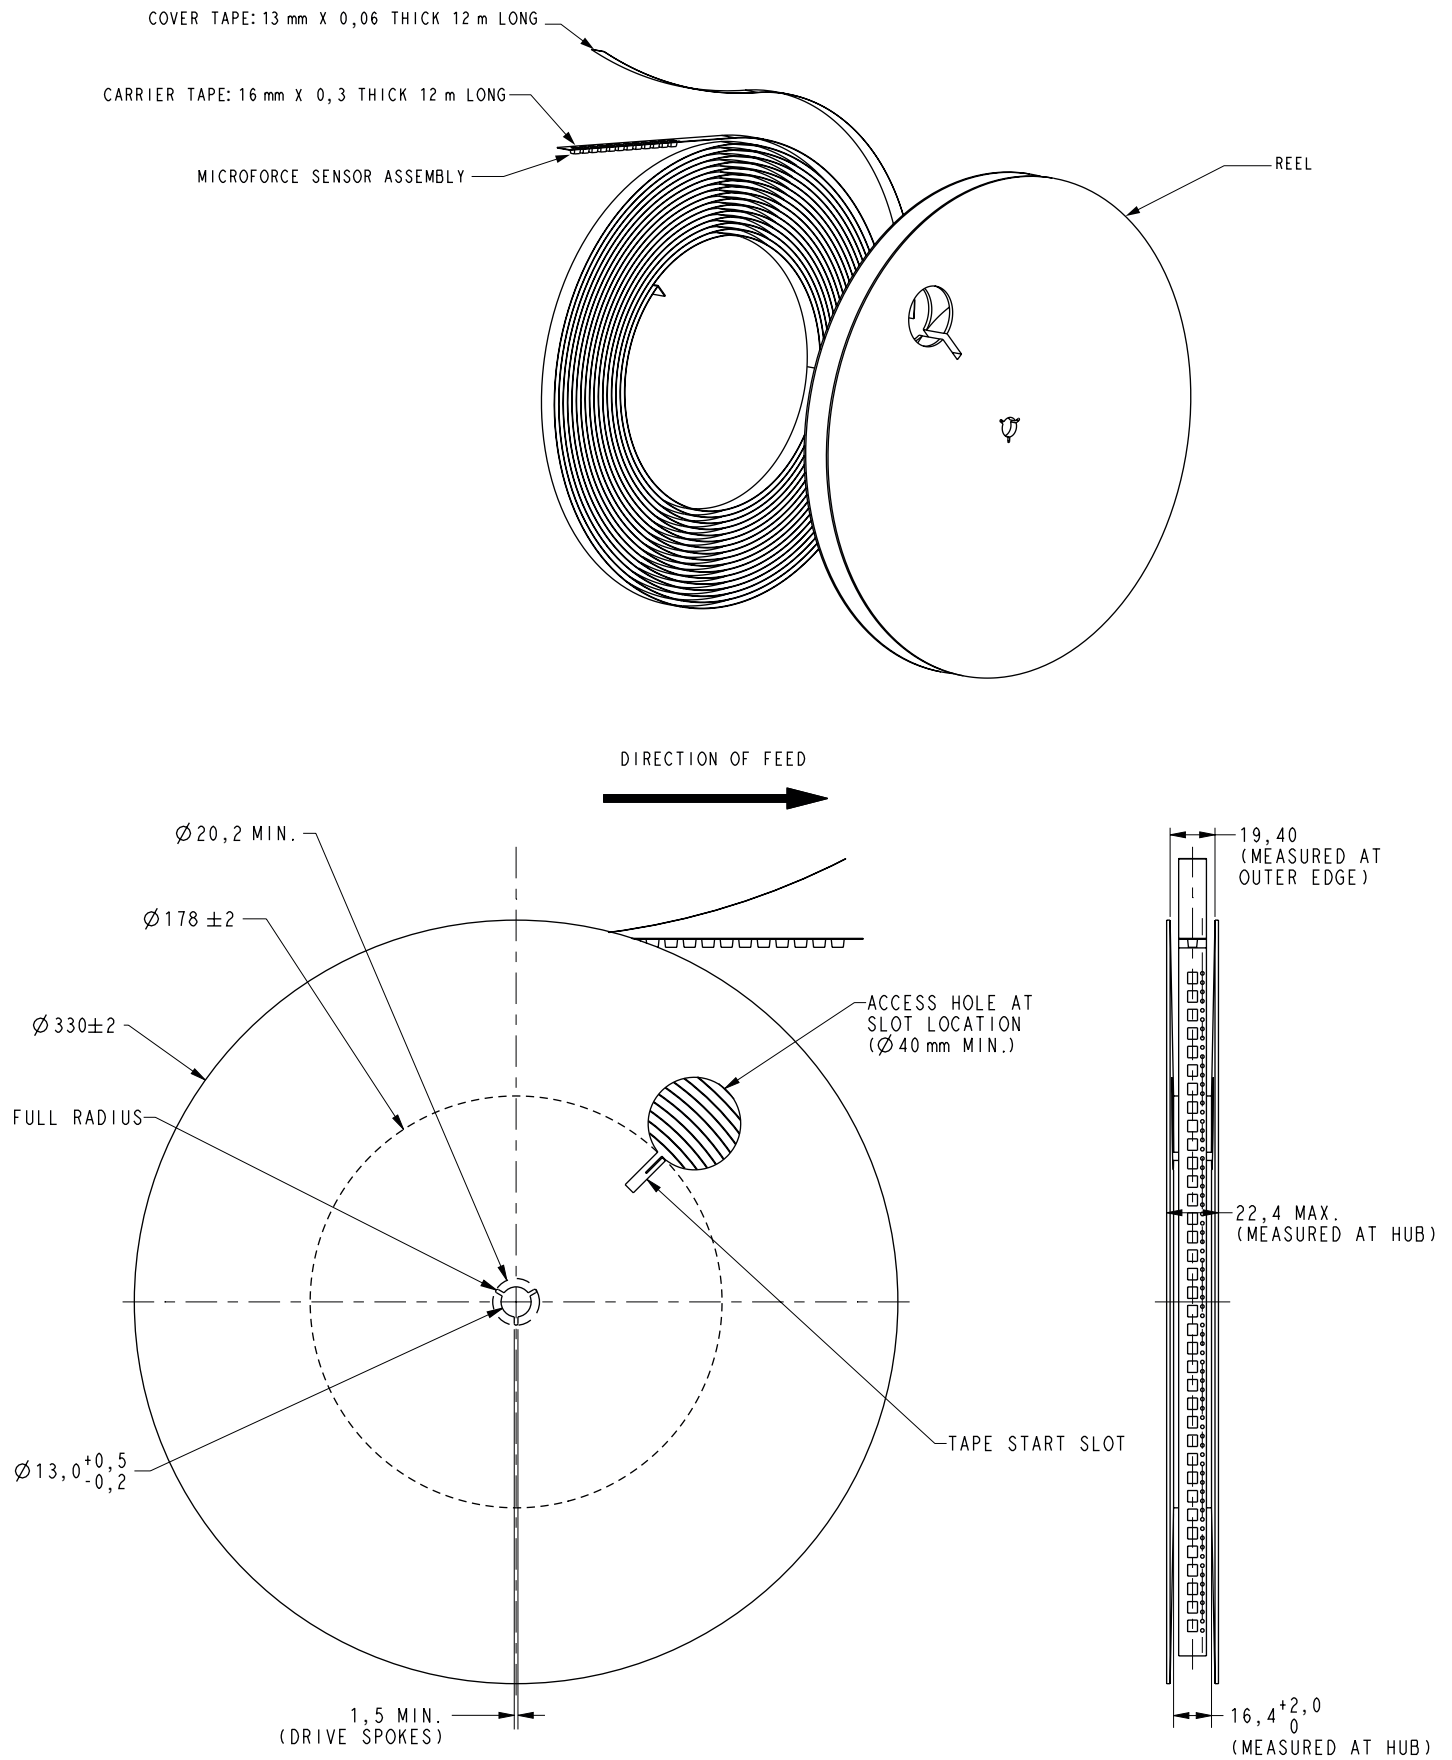 COVER TAPE: 13 mm X 0,06 THICK 12 m LONG
CARRIER TAPE: 16 mm X 0,3 THICK 12 m LONG
MICROFORCE SENSOR ASSEMBLY
REEL
DIRECTION OF FEED
Ø20,2 MIN.
Ø178 ±2
Ø330±2
FULL RADIUS
Ø13,0 +0,5
-0,2
ACCESS HOLE AT
SLOT LOCATION
(Ø40 mm MIN.)
TAPE START SLOT
1,5 MIN.
(DRIVE SPOKES)
19,40
(MEASURED AT
OUTER EDGE)
22,4 MAX.
(MEASURED AT HUB)
16,4 +2,0
0
(MEASURED AT HUB)